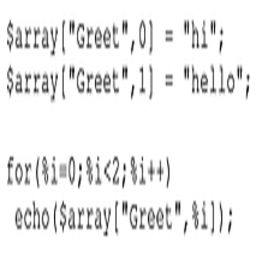 $array["Greet",0] = "hi";
$array["Greet",1] = "hello";
for(%i=0;%i<2;%i++)
echo($array["Greet",%i]);